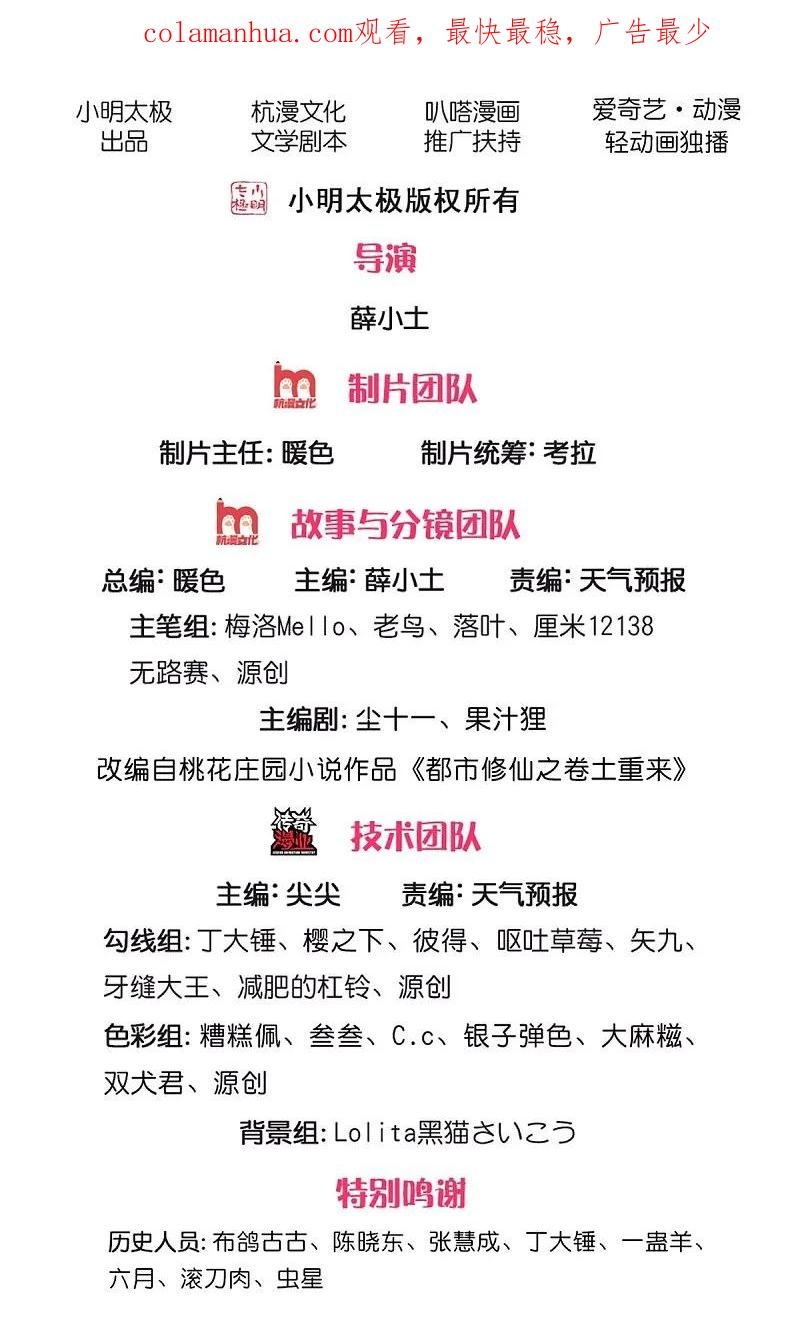 colamanhua.com观看，最快最稳，广告最少
小明太极 杭漫文化 叭嗒漫画 爱奇艺·动漫
出品 文学剧本 推广扶持 轻动画独播
小明太极 小明太极版权所有
导演
薛小土
杭漫文化 制片团队
制片主任：暖色 制片统筹：考拉
杭漫文化 故事与分镜团队
总编：暖色 主编：薛小土 责编：天气预报
主笔组：梅洛Mello、老鸟、落叶、厘米12138
无路赛、源创
主编剧：尘十一、果汁狸
改编自桃花庄园小说作品《都市修仙之卷土重来》
传奇漫业 技术团队
主编：尖尖 责编：天气预报
勾线组：丁大锤、樱之下、彼得、呕吐草莓、矢九、
牙缝大王、减肥的杠铃、源创
色彩组：糟糕佩、叁叁、C.c、银子弹色、大麻糍、
双犬君、源创
背景组：Lolita黑猫さいこう
特别鸣谢
历史人员：布鸽古古、陈晓东、张慧成、丁大锤、一蛊羊、
六月、滚刀肉、虫星